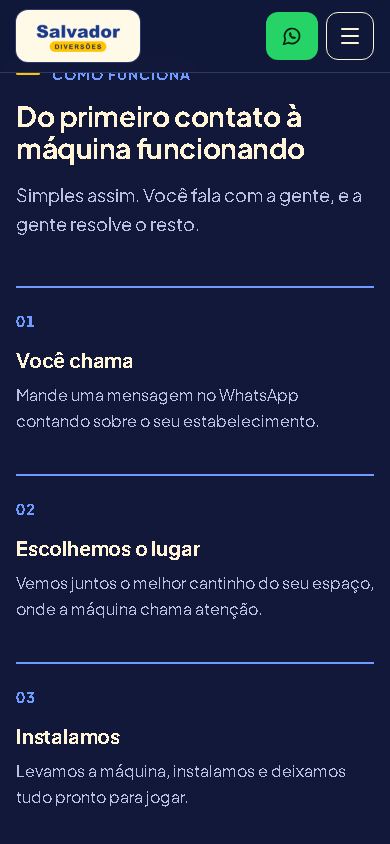 Salvador
DIVERSÕES
COMO FUNCIONA
Do primeiro contato à
máquina funcionando
Simples assim. Você fala com a gente, e a
gente resolve o resto.
01
Você chama
Mande uma mensagem no WhatsApp
contando sobre o seu estabelecimento.
02
Escolhemos o lugar
Vemos juntos o melhor cantinho do seu espaço,
onde a máquina chama atenção.
03
Instalamos
Levamos a máquina, instalamos e deixamos
tudo pronto para jogar.